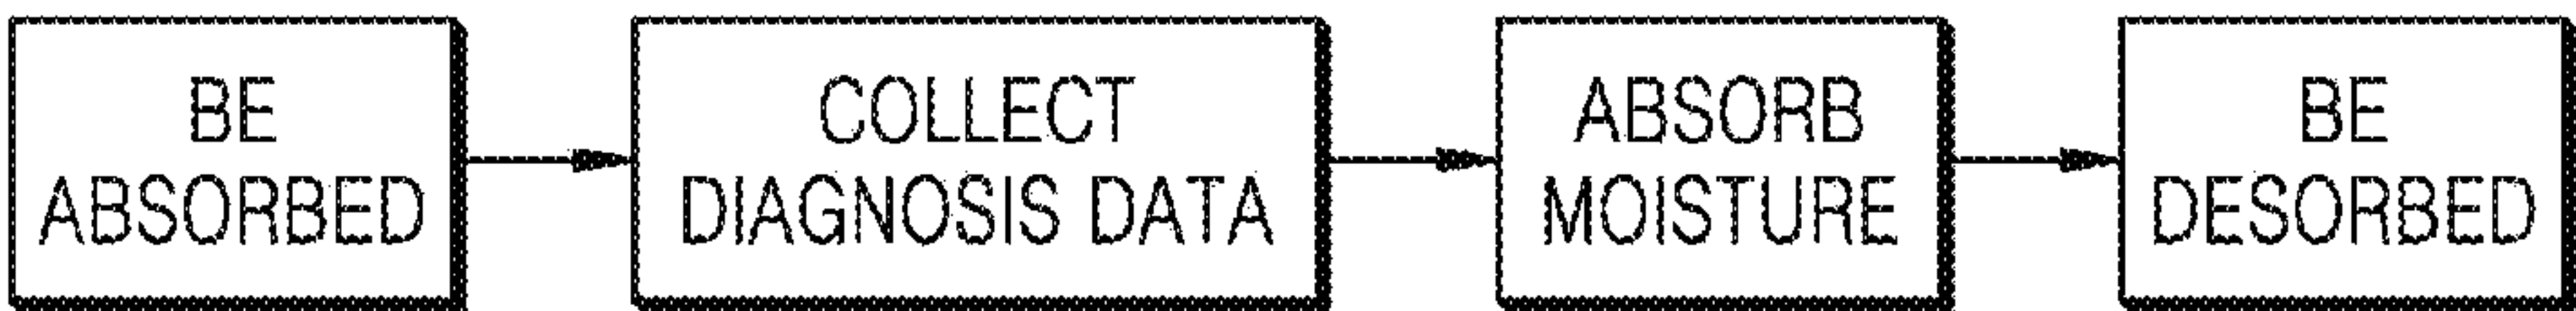 BE
ABSORBED
COLLECT
DIAGNOSIS DATA
ABSORB
MOISTURE
BE
DESORBED